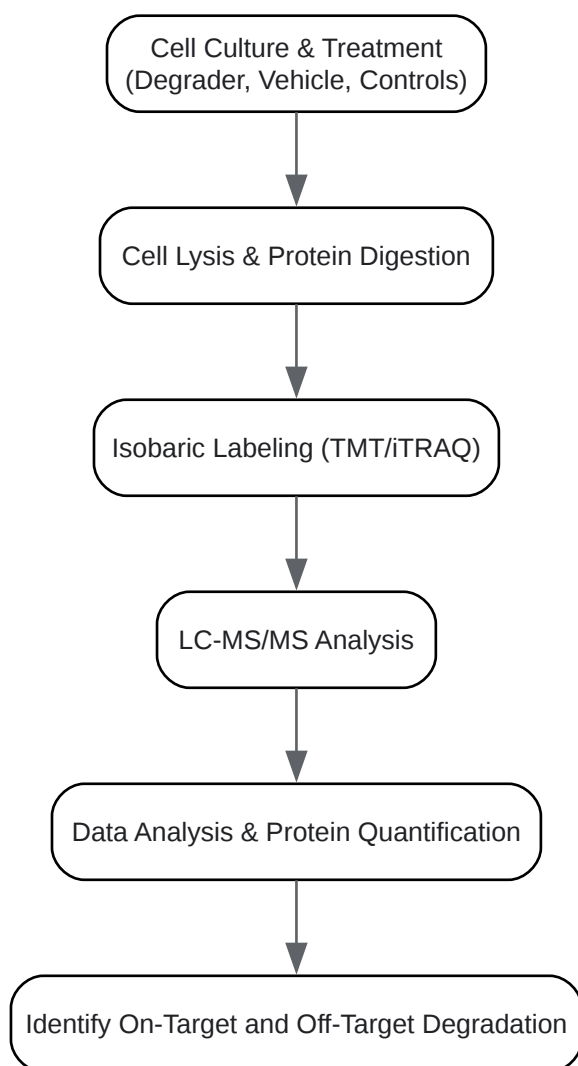 Cell Culture & Treatment
(Degrader, Vehicle, Controls)
Cell Lysis & Protein Digestion
Isobaric Labeling (TMT/iTRAQ)
LC-MS/MS Analysis
Data Analysis & Protein Quantification
Identify On-Target and Off-Target Degradation